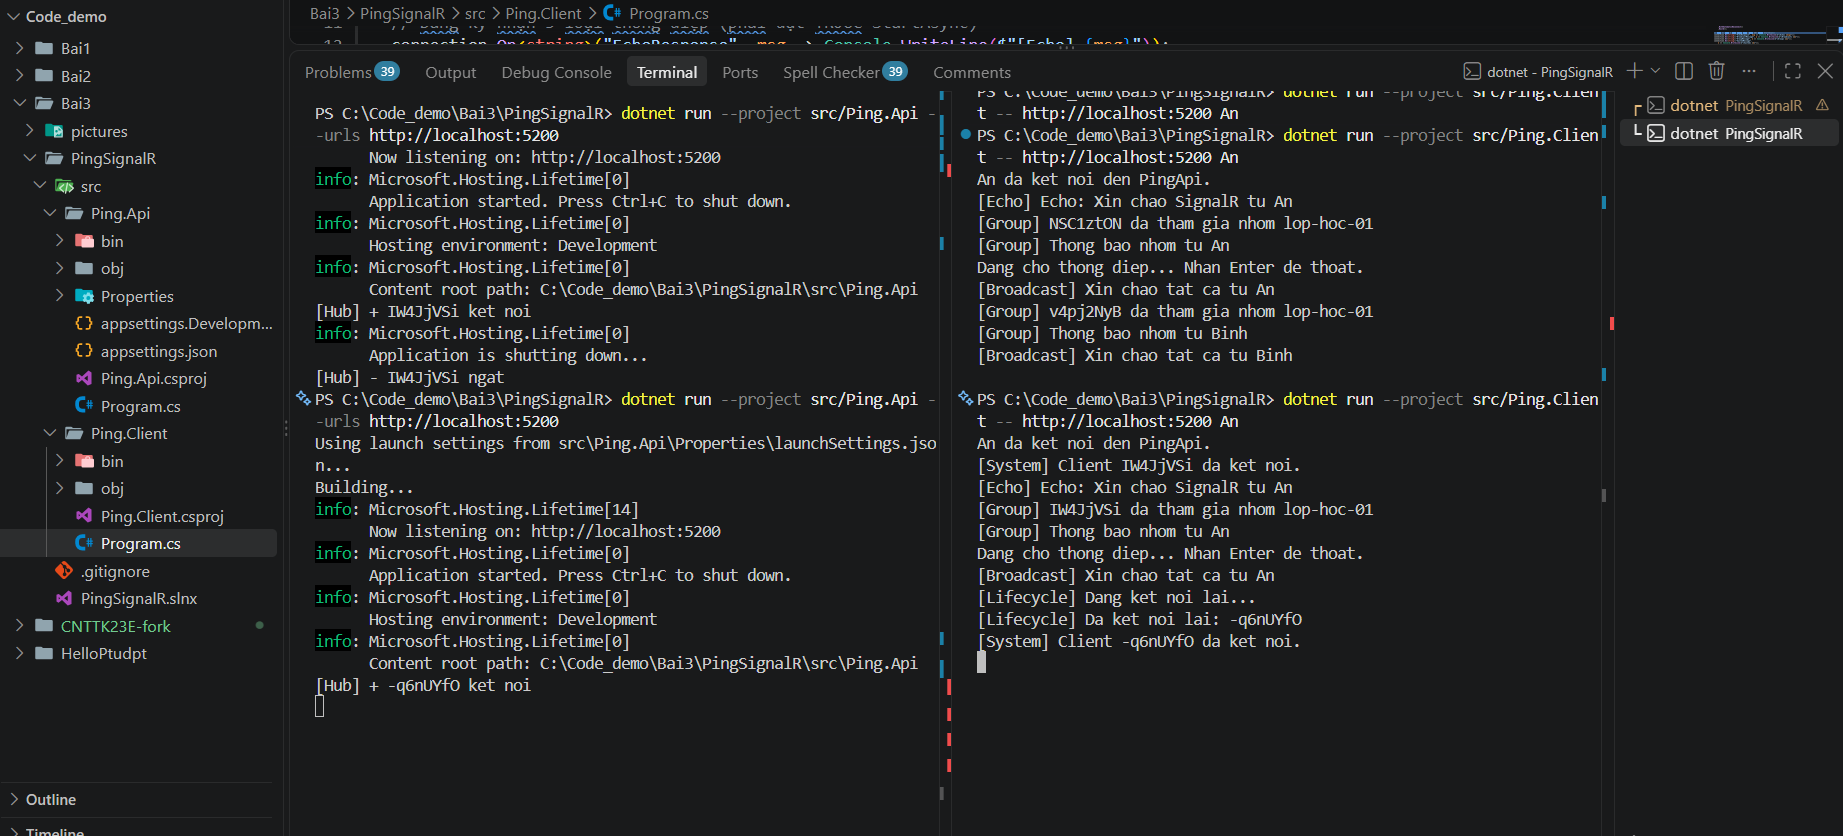 Code_demo
Bai1
Bai2
Bai3
pictures
PingSignalR
src
Ping.Api
bin
obj
Properties
appsettings.Developm...
appsettings.json
Ping.Api.csproj
Program.cs
Ping.Client
bin
obj
Ping.Client.csproj
Program.cs
.gitignore
PingSignalR.slnx
CNTTK23E-fork
HelloPtudpt
Outline
Timeline
Bai3 > PingSignalR > src > Ping.Client > Program.cs
Problems 39 Output Debug Console Terminal Ports Spell Checker 39 Comments
dotnet - PingSignalR
PS C:\Code_demo\Bai3\PingSignalR> dotnet run --project src/Ping.Api -
-urls http://localhost:5200
Now listening on: http://localhost:5200
info: Microsoft.Hosting.Lifetime[0]
Application started. Press Ctrl+C to shut down.
info: Microsoft.Hosting.Lifetime[0]
Hosting environment: Development
info: Microsoft.Hosting.Lifetime[0]
Content root path: C:\Code_demo\Bai3\PingSignalR\src\Ping.Api
[Hub] + IW4JjVSi ket noi
info: Microsoft.Hosting.Lifetime[0]
Application is shutting down...
[Hub] - IW4JjVSi ngat
PS C:\Code_demo\Bai3\PingSignalR> dotnet run --project src/Ping.Api -
-urls http://localhost:5200
Using launch settings from src\Ping.Api\Properties\launchSettings.jso
n...
Building...
info: Microsoft.Hosting.Lifetime[14]
Now listening on: http://localhost:5200
info: Microsoft.Hosting.Lifetime[0]
Application started. Press Ctrl+C to shut down.
info: Microsoft.Hosting.Lifetime[0]
Hosting environment: Development
info: Microsoft.Hosting.Lifetime[0]
Content root path: C:\Code_demo\Bai3\PingSignalR\src\Ping.Api
[Hub] + -q6nUYfO ket noi
PS C:\Code_demo\Bai3\PingSignalR> dotnet run --project src/Ping.Clien
t -- http://localhost:5200 An
PS C:\Code_demo\Bai3\PingSignalR> dotnet run --project src/Ping.Clien
t -- http://localhost:5200 An
An da ket noi den PingApi.
[Echo] Echo: Xin chao SignalR tu An
[Group] NSC1ztON da tham gia nhom lop-hoc-01
[Group] Thong bao nhom tu An
Dang cho thong diep... Nhan Enter de thoat.
[Broadcast] Xin chao tat ca tu An
[Group] v4pj2NyB da tham gia nhom lop-hoc-01
[Group] Thong bao nhom tu Binh
[Broadcast] Xin chao tat ca tu Binh
PS C:\Code_demo\Bai3\PingSignalR> dotnet run --project src/Ping.Clien
t -- http://localhost:5200 An
An da ket noi den PingApi.
[System] Client IW4JjVSi da ket noi.
[Echo] Echo: Xin chao SignalR tu An
[Group] IW4JjVSi da tham gia nhom lop-hoc-01
[Group] Thong bao nhom tu An
Dang cho thong diep... Nhan Enter de thoat.
[Broadcast] Xin chao tat ca tu An
[Lifecycle] Dang ket noi lai...
[Lifecycle] Da ket noi lai: -q6nUYfO
[System] Client -q6nUYfO da ket noi.
dotnet PingSignalR
dotnet PingSignalR